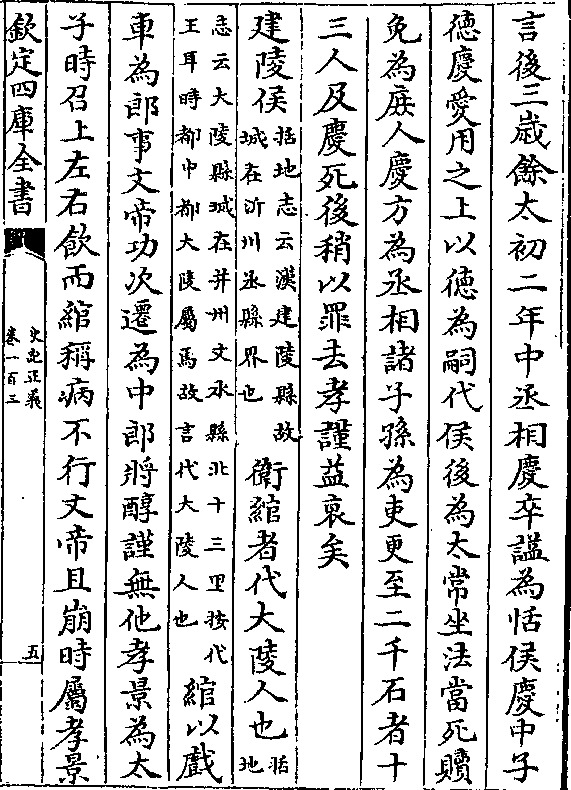 言後三歳餘太初二年中丞相慶卒諡為恬侯慶中子
徳慶愛用之上以徳為嗣代侯後為太常坐法當死贖
免為庻人慶方為丞相諸子孫為吏更至二千石者十
三人及慶死後稍以罪去孝謹益衰矣
建陵侯括地志云漢建陵縣故城在沂州丞縣界也衛綰者代大陵人也括地
志云大陵縣城在并州文水縣北十三里按代王耳時都中都大陵屬焉故言代大陵人也綰以戲
車為郎事文帝功次遷為中郎將醇謹無他孝景為太
子時召上左右飲而綰稱病不行文帝且崩時屬孝景
欽定四庫全書
史記正義
卷一百三
五